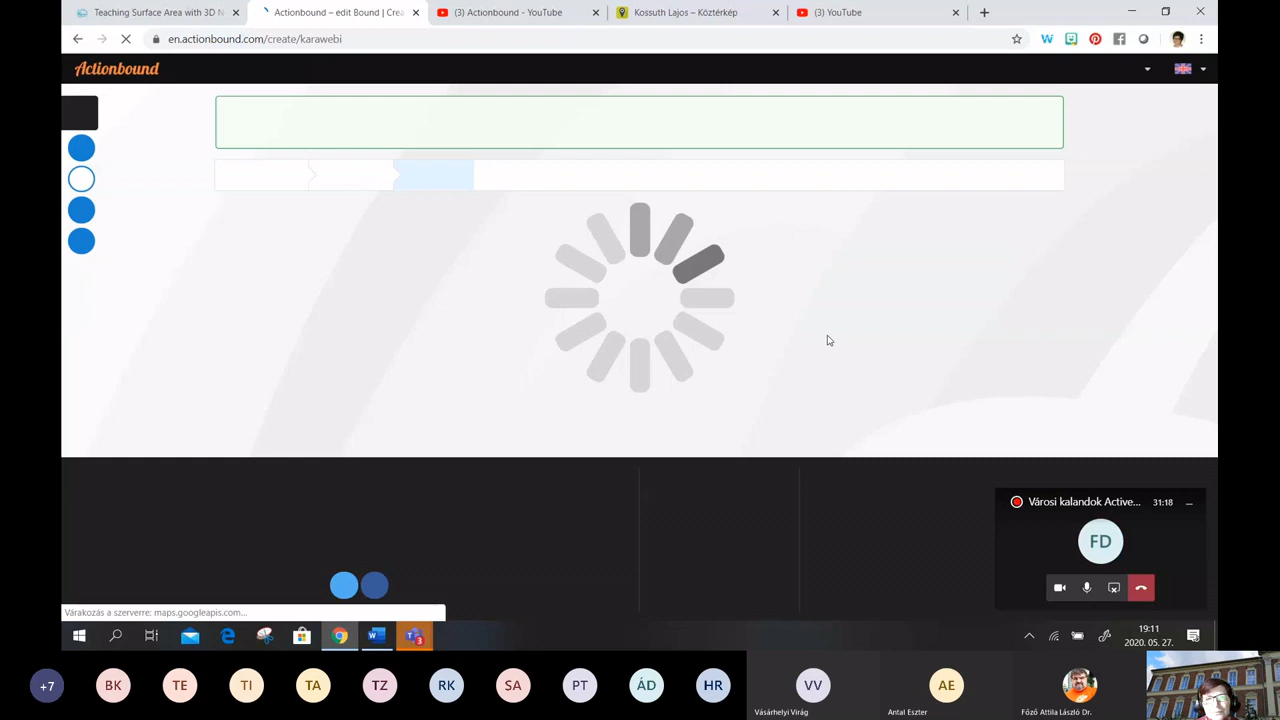 Teaching Surface Area with 3D N
Actionbound – edit Bound | Crea
(3) Actionbound - YouTube
Kossuth Lajos – Köztérkép
(3) YouTube
en.actionbound.com/create/karawebi
Actionbound
Városi kalandok Active...
31:18
FD
Várakozás a szerverre: maps.googleapis.com...
3
19:11
2020. 05. 27.
+7
BK
TE
TI
TA
TZ
RK
SA
PT
ÁD
HR
VV
AE
Vásárhelyi Virág
Antal Eszter
Főző Attila László Dr.